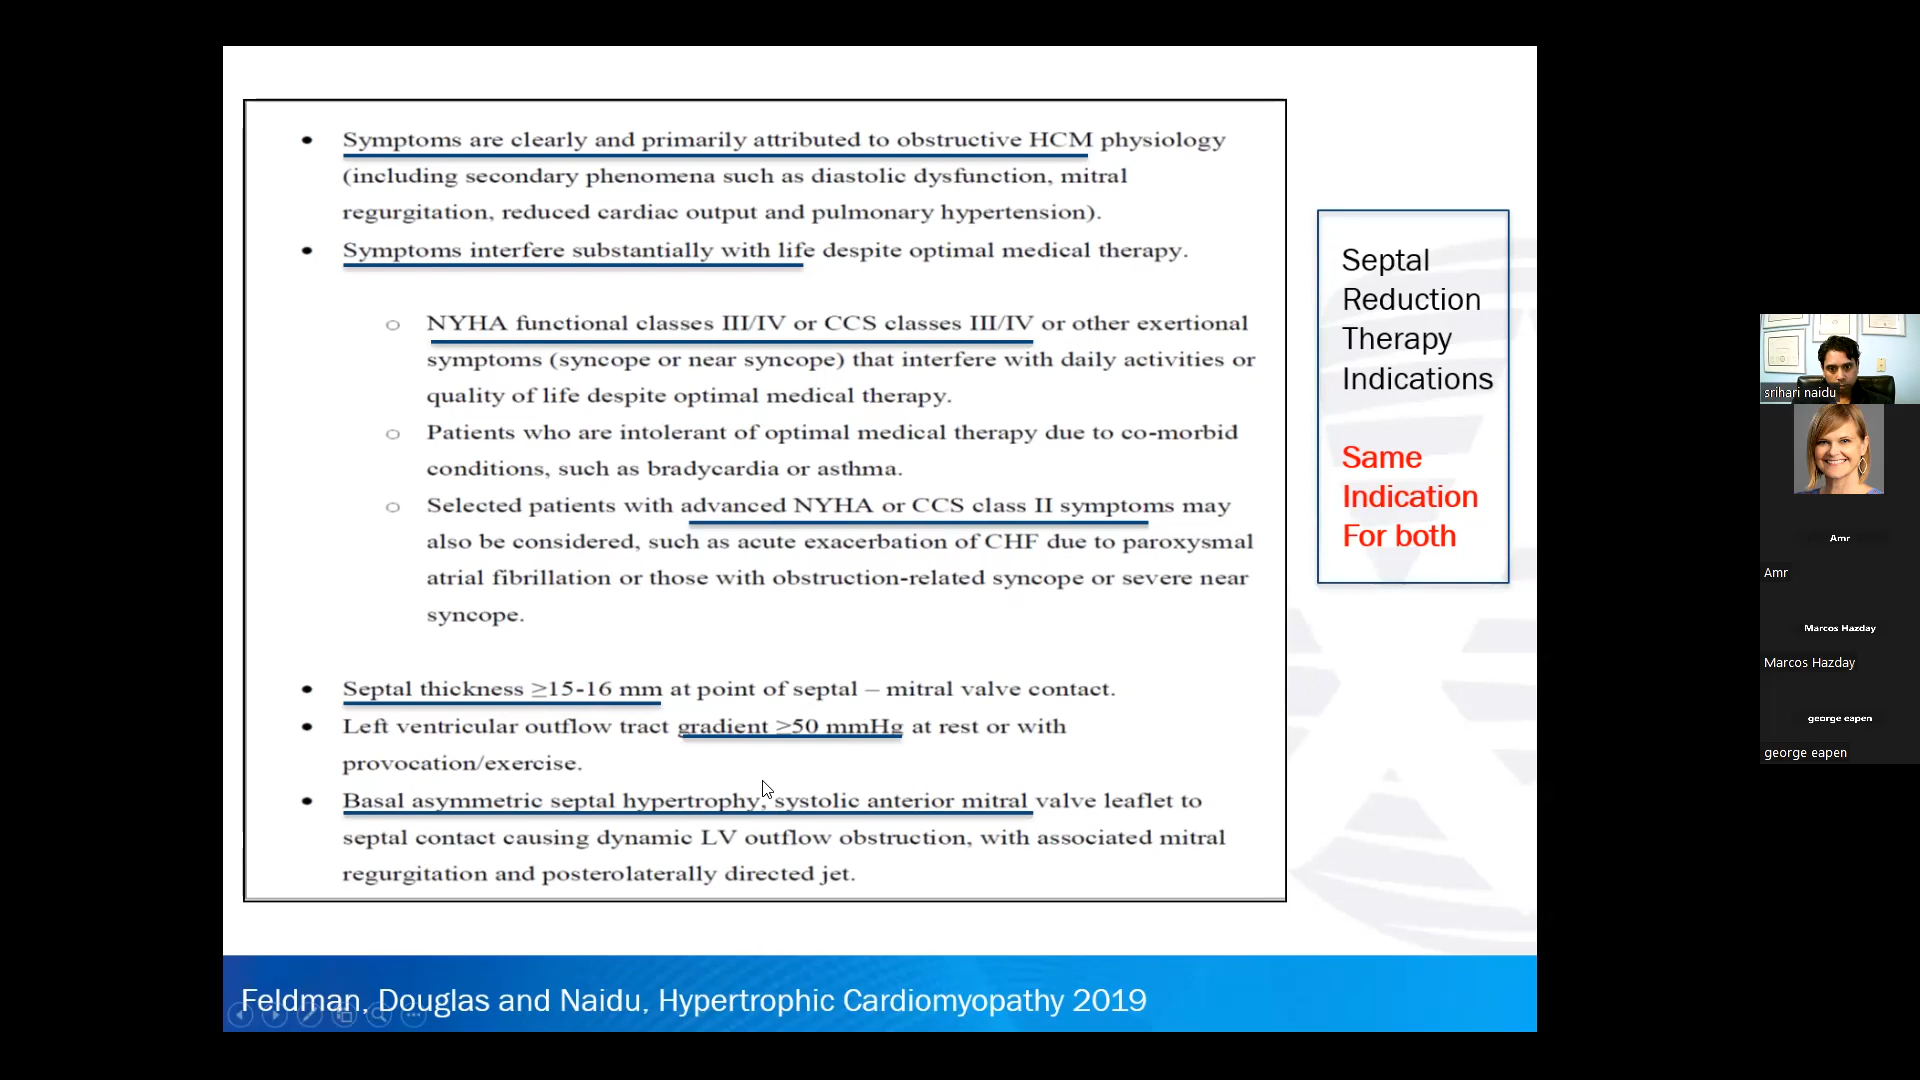 • Symptoms are clearly and primarily attributed to obstructive HCM physiology
(including secondary phenomena such as diastolic dysfunction, mitral
regurgitation, reduced cardiac output and pulmonary hypertension).
• Symptoms interfere substantially with life despite optimal medical therapy.
○ NYHA functional classes III/IV or CCS classes III/IV or other exertional
symptoms (syncope or near syncope) that interfere with daily activities or
quality of life despite optimal medical therapy.
○ Patients who are intolerant of optimal medical therapy due to co-morbid
conditions, such as bradycardia or asthma.
○ Selected patients with advanced NYHA or CCS class II symptoms may
also be considered, such as acute exacerbation of CHF due to paroxysmal
atrial fibrillation or those with obstruction-related syncope or severe near
syncope.
• Septal thickness ≥15-16 mm at point of septal – mitral valve contact.
• Left ventricular outflow tract gradient ≥50 mmHg at rest or with
provocation/exercise.
• Basal asymmetric septal hypertrophy, systolic anterior mitral valve leaflet to
septal contact causing dynamic LV outflow obstruction, with associated mitral
regurgitation and posterolaterally directed jet.
Septal
Reduction
Therapy
Indications
Same
Indication
For both
Feldman, Douglas and Naidu, Hypertrophic Cardiomyopathy 2019
srihari naidu
Amr
Amr
Marcos Hazday
Marcos Hazday
george eapen
george eapen